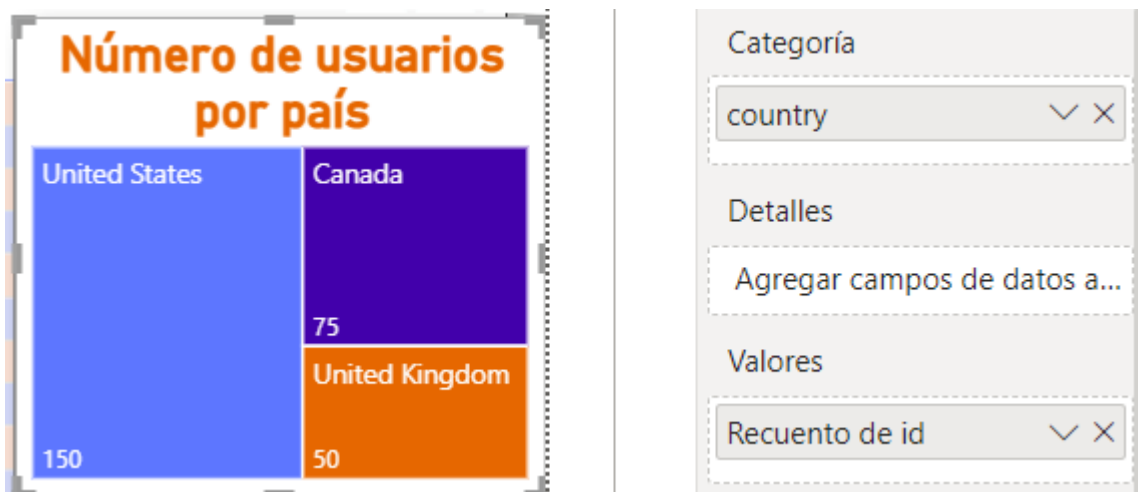 Número de usuarios
por país
United States
150
Canada
75
United Kingdom
50
Categoría
country
Detalles
Agregar campos de datos a...
Valores
Recuento de id